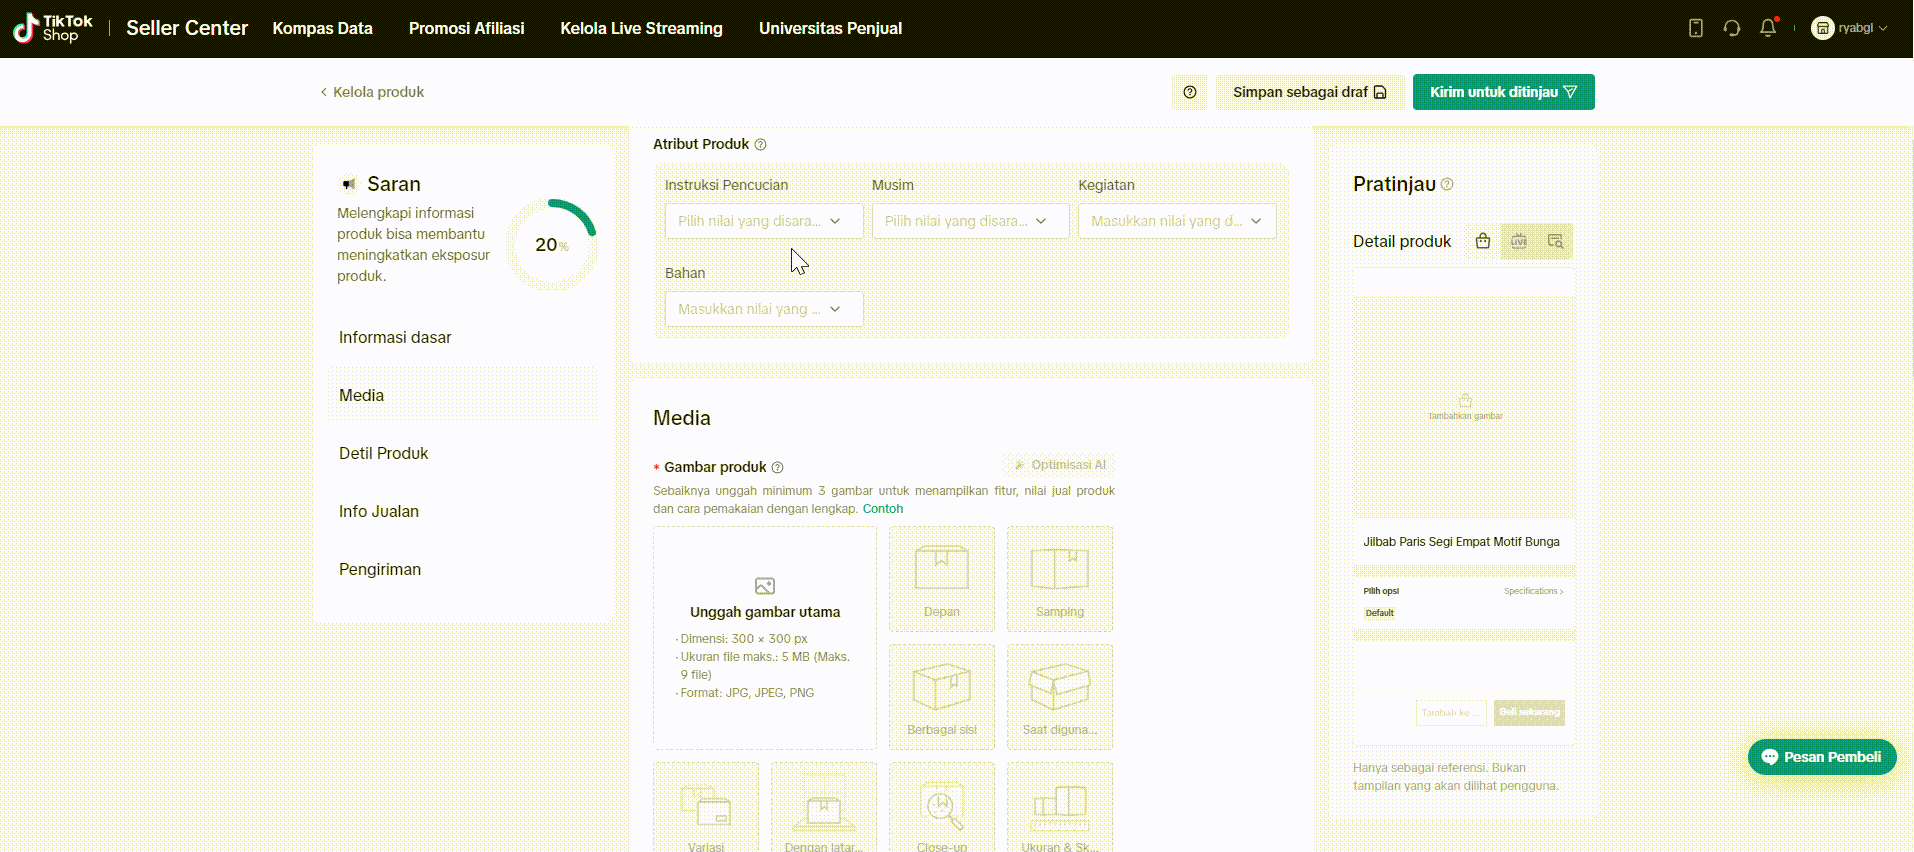 TikTok Shop | Seller Center Kompas Data Promosi Afiliasi Kelola Live Streaming Universitas Penjual ryabgl
Kelola produk Simpan sebagai draf Kirim untuk ditinjau
Saran
Melengkapi informasi
produk bisa membantu
meningkatkan eksposur
produk.
20%
Informasi dasar
Media
Detil Produk
Info Jualan
Pengiriman
Atribut Produk
Instruksi Pencucian Musim Kegiatan
Pilih nilai yang disara... Pilih nilai yang disara... Masukkan nilai yang d...
Bahan
Masukkan nilai yang ...
Media
* Gambar produk Optimisasi AI
Sebaiknya unggah minimum 3 gambar untuk menampilkan fitur, nilai jual produk
dan cara pemakaian dengan lengkap. Contoh
Unggah gambar utama
· Dimensi: 300 × 300 px
· Ukuran file maks.: 5 MB (Maks.
9 file)
· Format: JPG, JPEG, PNG
Depan Samping
Berbagai sisi Saat diguna...
Variasi Dengan latar... Close-up Ukuran & Sk...
Pratinjau
Detail produk LIVE
Tambahkan gambar
Jilbab Paris Segi Empat Motif Bunga
Pilih opsi Specifications >
Default
Tambah ke ... Beli sekarang
Hanya sebagai referensi. Bukan
tampilan yang akan dilihat pengguna.
Pesan Pembeli